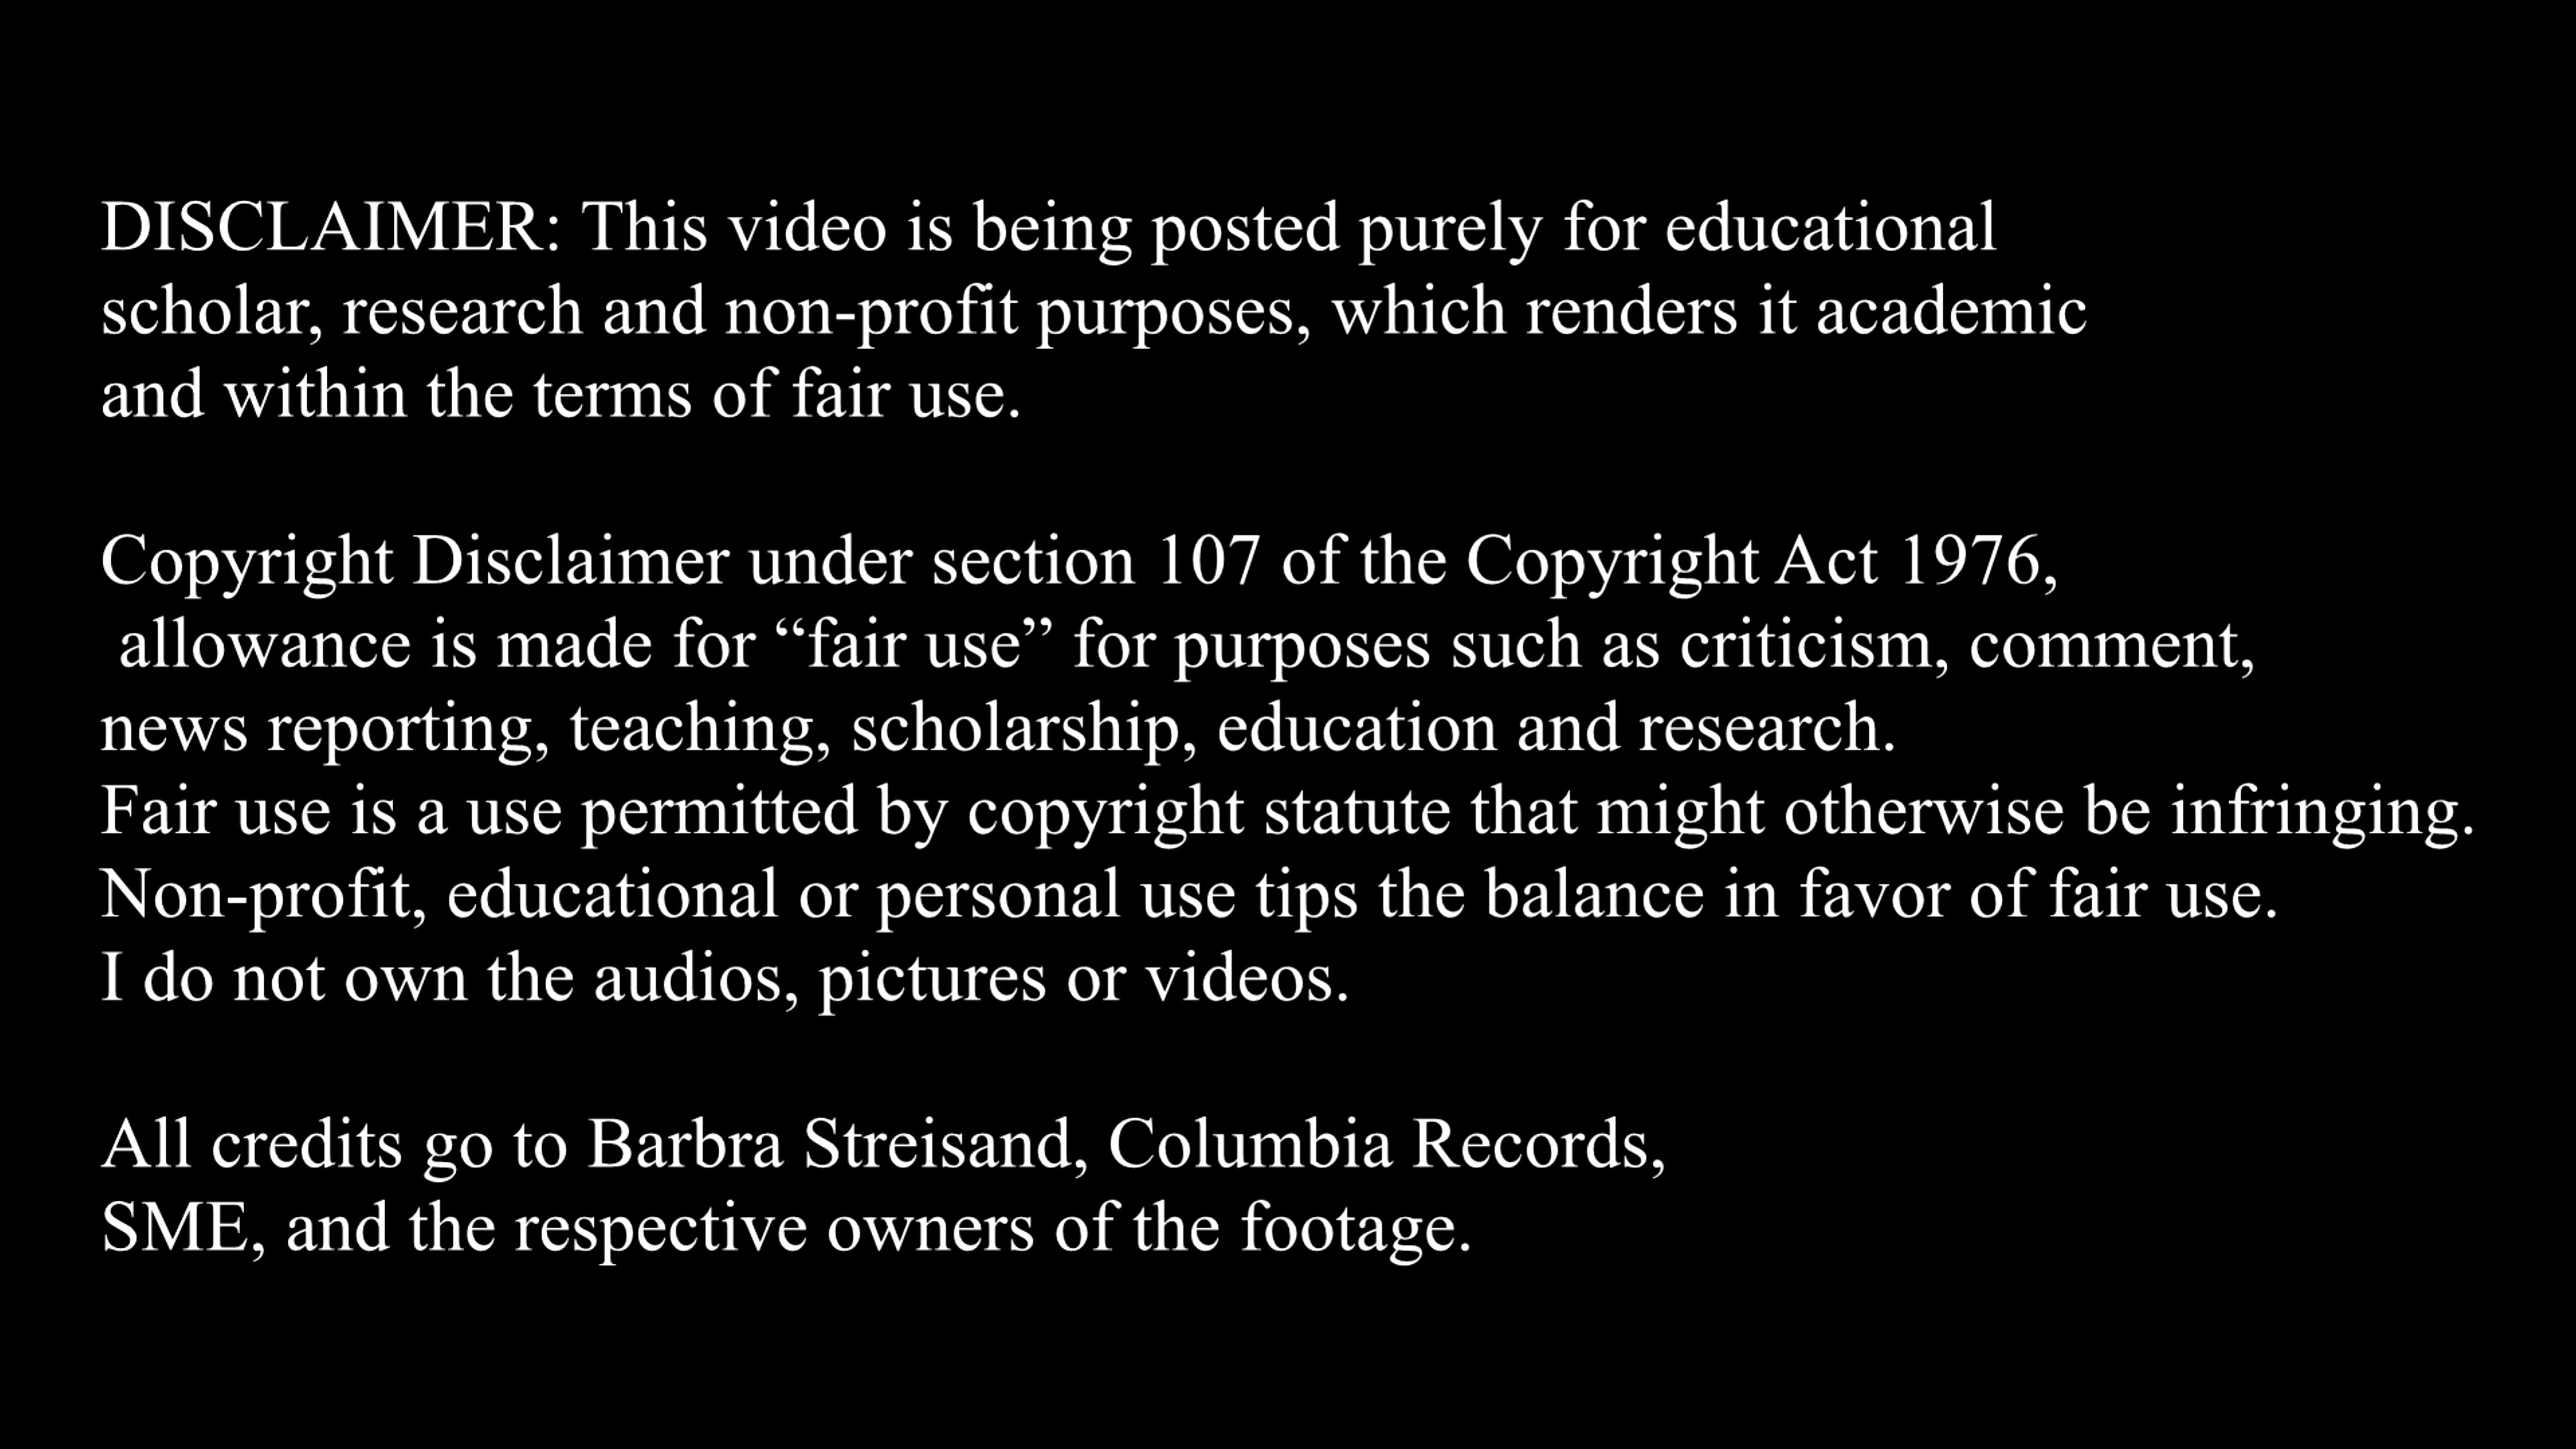 DISCLAIMER: This video is being posted purely for educational
scholar, research and non-profit purposes, which renders it academic
and within the terms of fair use.
Copyright Disclaimer under section 107 of the Copyright Act 1976,
allowance is made for “fair use” for purposes such as criticism, comment,
news reporting, teaching, scholarship, education and research.
Fair use is a use permitted by copyright statute that might otherwise be infringing.
Non-profit, educational or personal use tips the balance in favor of fair use.
I do not own the audios, pictures or videos.
All credits go to Barbra Streisand, Columbia Records,
SME, and the respective owners of the footage.